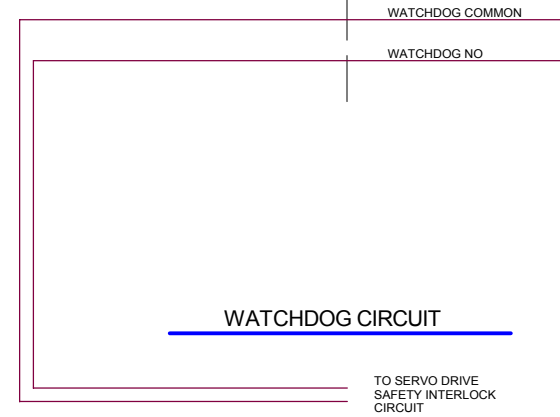 WATCHDOG COMMON
WATCHDOG NO
WATCHDOG CIRCUIT
TO SERVO DRIVE
SAFETY INTERLOCK
CIRCUIT